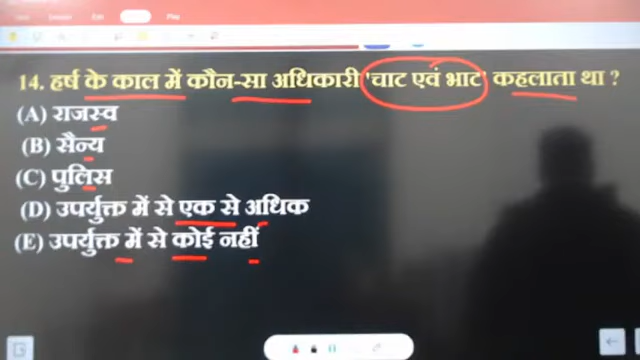 14. हर्ष के काल में कौन-सा अधिकारी 'चाट एवं भाट' कहलाता था ?
(A) राजस्व
(B) सैन्य
(C) पुलिस
(D) उपर्युक्त में से एक से अधिक
(E) उपर्युक्त में से कोई नहीं